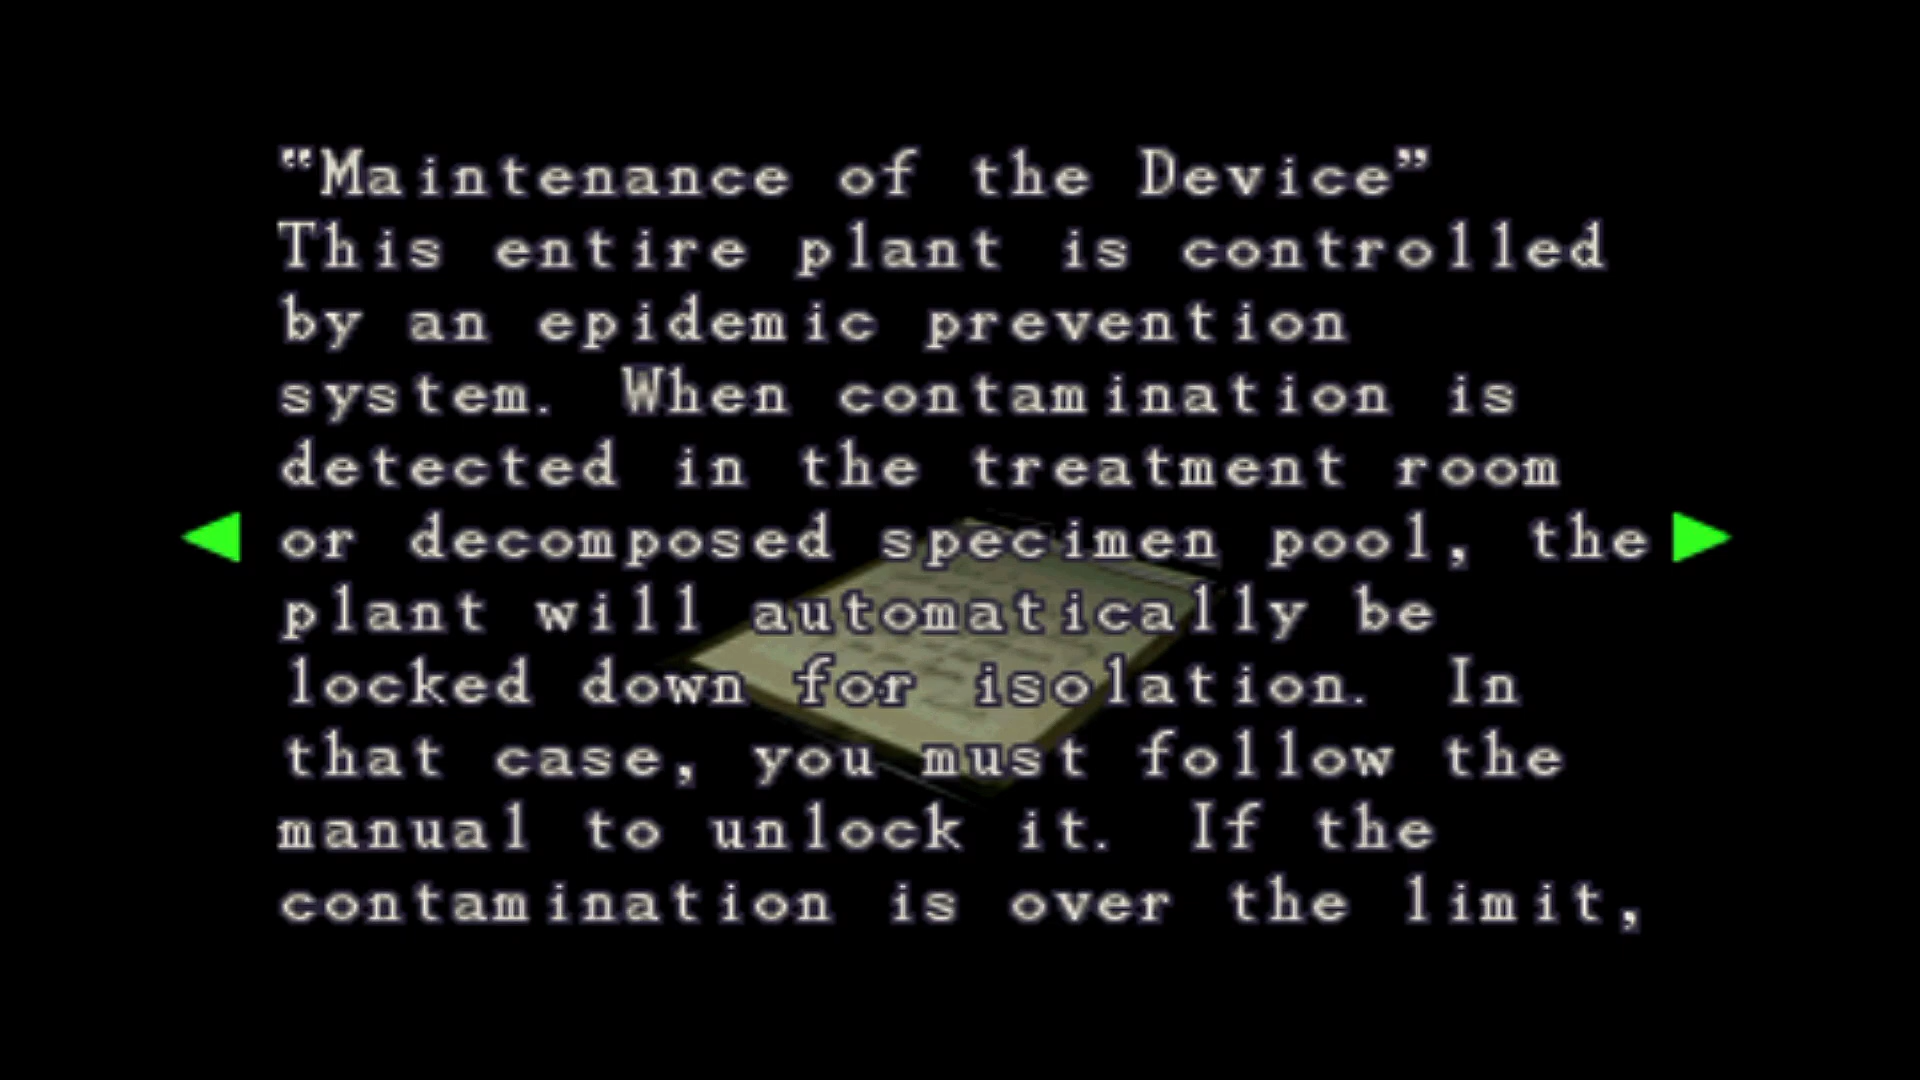 "Maintenance of the Device"
This entire plant is controlled
by an epidemic prevention
system. When contamination is
detected in the treatment room
or decomposed specimen pool, the
plant will automatically be
locked down for isolation. In
that case, you must follow the
manual to unlock it. If the
contamination is over the limit,